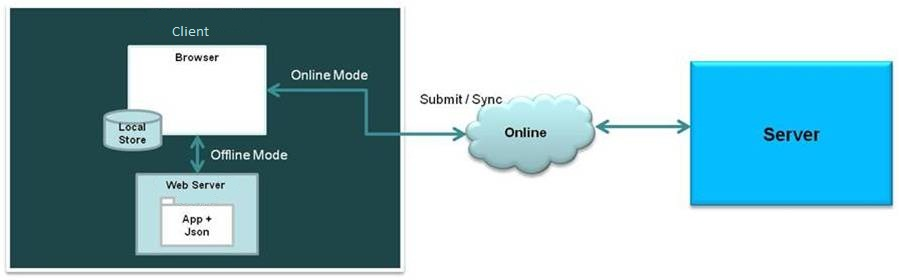 Client
Browser
Online Mode
Local
Store
Offline Mode
Web Server
App +
Json
Submit / Sync
Online
Server